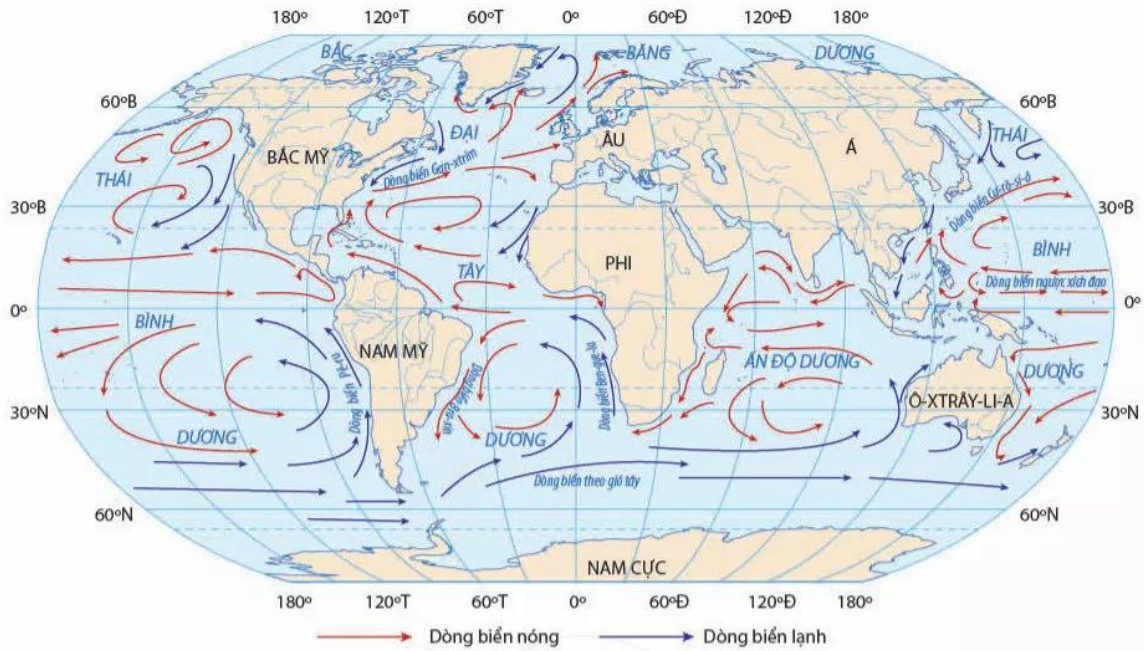 180° 120°T 60°T 0° 60°Đ 120°Đ 180°
BẮC BĂNG DƯƠNG
60°B 60°B
ĐẠI
THÁI
ÂU
Á
BẮC MỸ
Dòng biển Gơn-xtrim
THÁI
Dòng biển Cư-rô-si-ô
30°B 30°B
BÌNH
PHI
TÂY
Dòng biển ngược xích đạo
0° 0°
BÌNH
NAM MỸ
ẤN ĐỘ DƯƠNG
DƯƠNG
Dòng biển Pê-ru
Dòng biển Bra-xin
Dòng biển Ben-ghê-la
Ô-XTRÂY-LI-A
30°N 30°N
DƯƠNG
DƯƠNG
Dòng biển theo gió tây
60°N 60°N
NAM CỰC
180° 120°T 60°T 0° 60°Đ 120°Đ 180°
Dòng biển nóng
Dòng biển lạnh